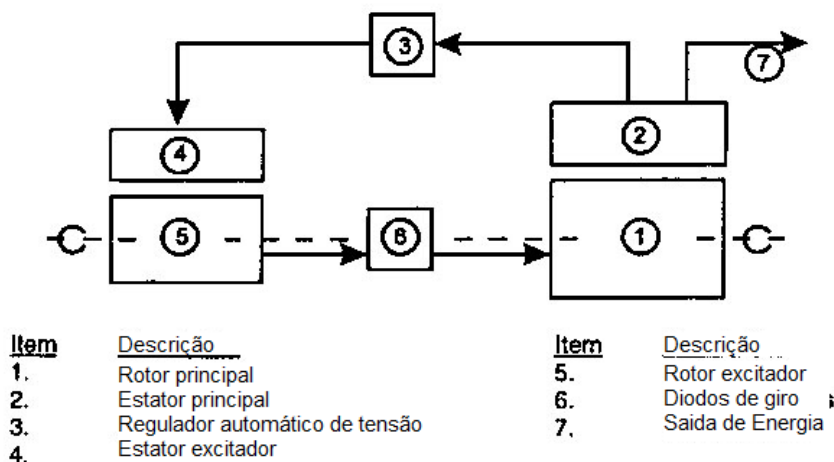 3
7
2
4
5
6
1
Item Descrição
1. Rotor principal
2. Estator principal
3. Regulador automático de tensão
4. Estator excitador
Item Descrição
5. Rotor excitador
6. Diodos de giro
7. Saida de Energia